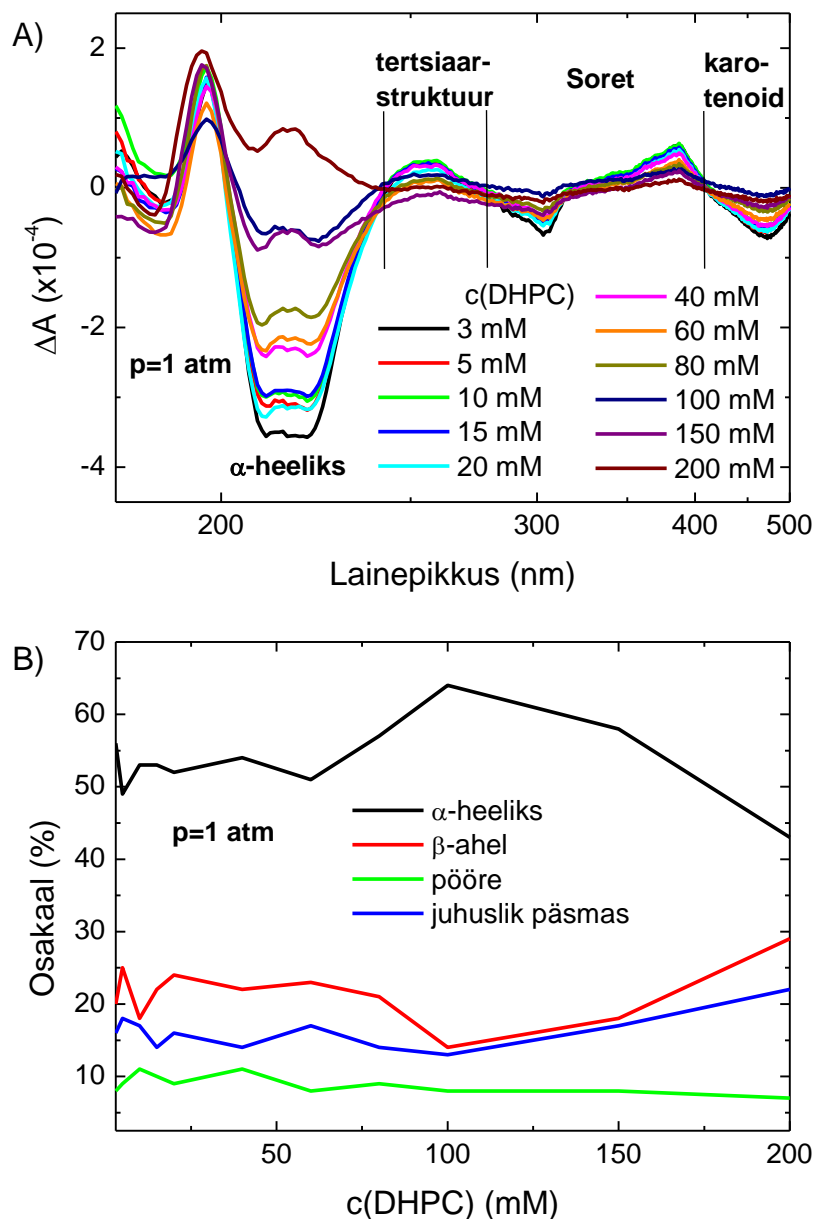 A)
ΔA (x10⁻⁴)
2
0
-2
-4
tertsiaar-
struktuur
Soret
karo-
tenoid
p=1 atm
α-heeliks
c(DHPC)
3 mM
5 mM
10 mM
15 mM
20 mM
40 mM
60 mM
80 mM
100 mM
150 mM
200 mM
200
300
400
500
Lainepikkus (nm)
B)
Osakaal (%)
70
60
50
40
30
20
10
p=1 atm
α-heeliks
β-ahel
pööre
juhuslik päsmas
50
100
150
200
c(DHPC) (mM)